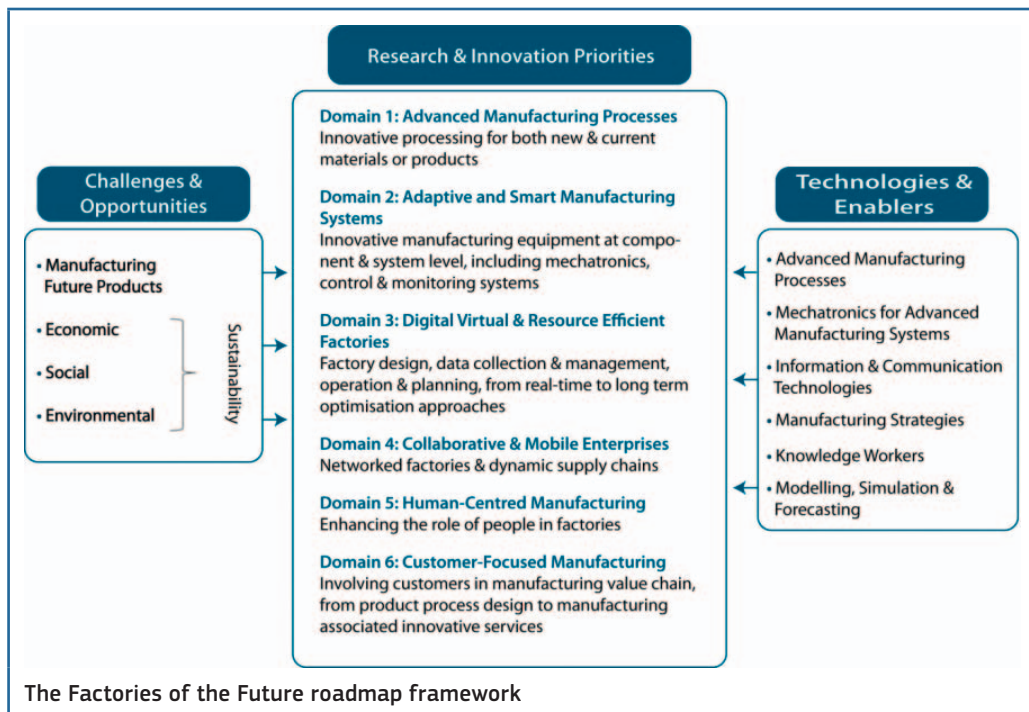 Research & Innovation Priorities
Challenges &
Opportunities
• Manufacturing
Future Products
• Economic
• Social
• Environmental
Sustainability
Domain 1: Advanced Manufacturing Processes
Innovative processing for both new & current
materials or products
Domain 2: Adaptive and Smart Manufacturing
Systems
Innovative manufacturing equipment at compo-
nent & system level, including mechatronics,
control & monitoring systems
Domain 3: Digital Virtual & Resource Efficient
Factories
Factory design, data collection & management,
operation & planning, from real-time to long term
optimisation approaches
Domain 4: Collaborative & Mobile Enterprises
Networked factories & dynamic supply chains
Domain 5: Human-Centred Manufacturing
Enhancing the role of people in factories
Domain 6: Customer-Focused Manufacturing
Involving customers in manufacturing value chain,
from product process design to manufacturing
associated innovative services
Technologies &
Enablers
• Advanced Manufacturing
Processes
• Mechatronics for Advanced
Manufacturing Systems
• Information & Communication
Technologies
• Manufacturing Strategies
• Knowledge Workers
• Modelling, Simulation &
Forecasting
The Factories of the Future roadmap framework